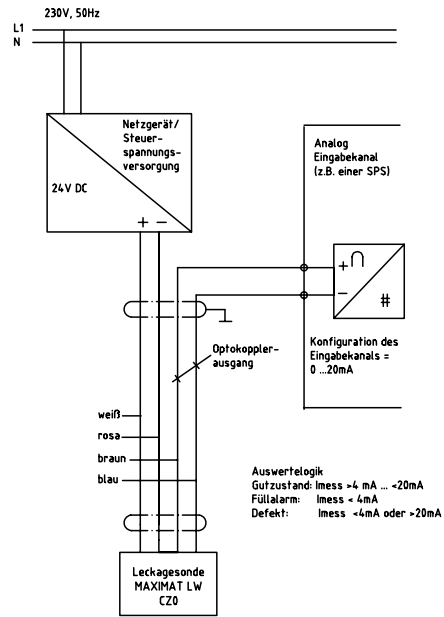 230V, 50Hz
L1
N
Netzgerät/
Steuer-
spannungs-
versorgung
24V DC
+ −
Analog
Eingabekanal
(z.B. einer SPS)
+ ∩
− #
Konfiguration des
Eingabekanals =
0 ...20mA
Optokoppler-
ausgang
weiß
rosa
braun
blau
Auswertelogik
Gutzustand: Imess >4 mA ... <20mA
Füllalarm: Imess < 4mA
Defekt: Imess <4mA oder >20mA
Leckagesonde
MAXIMAT LW
CZ0